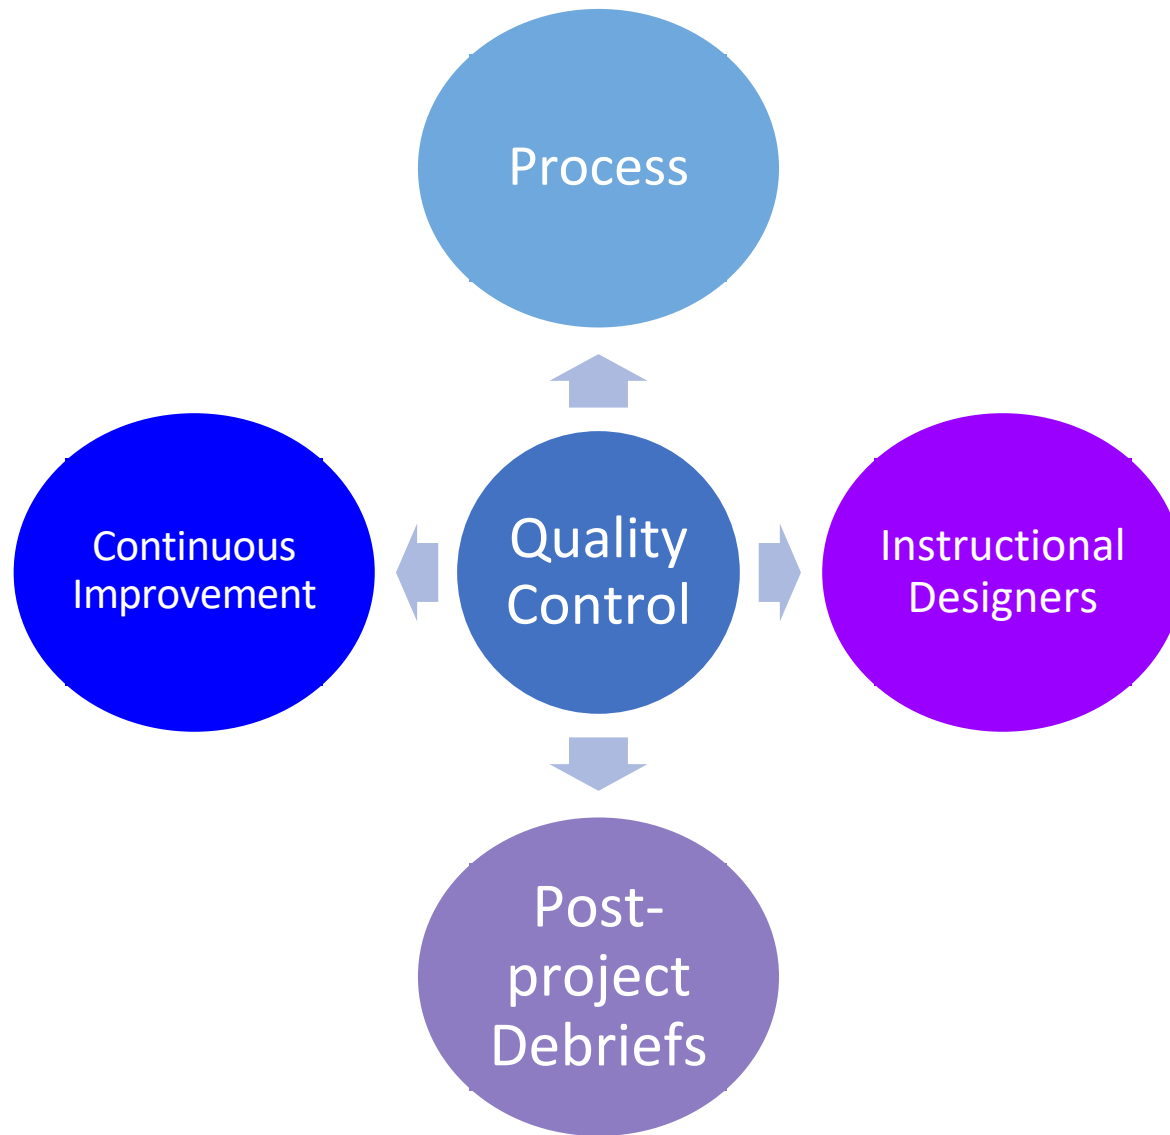 Process
Continuous
Improvement
Quality
Control
Instructional
Designers
Post-
project
Debriefs